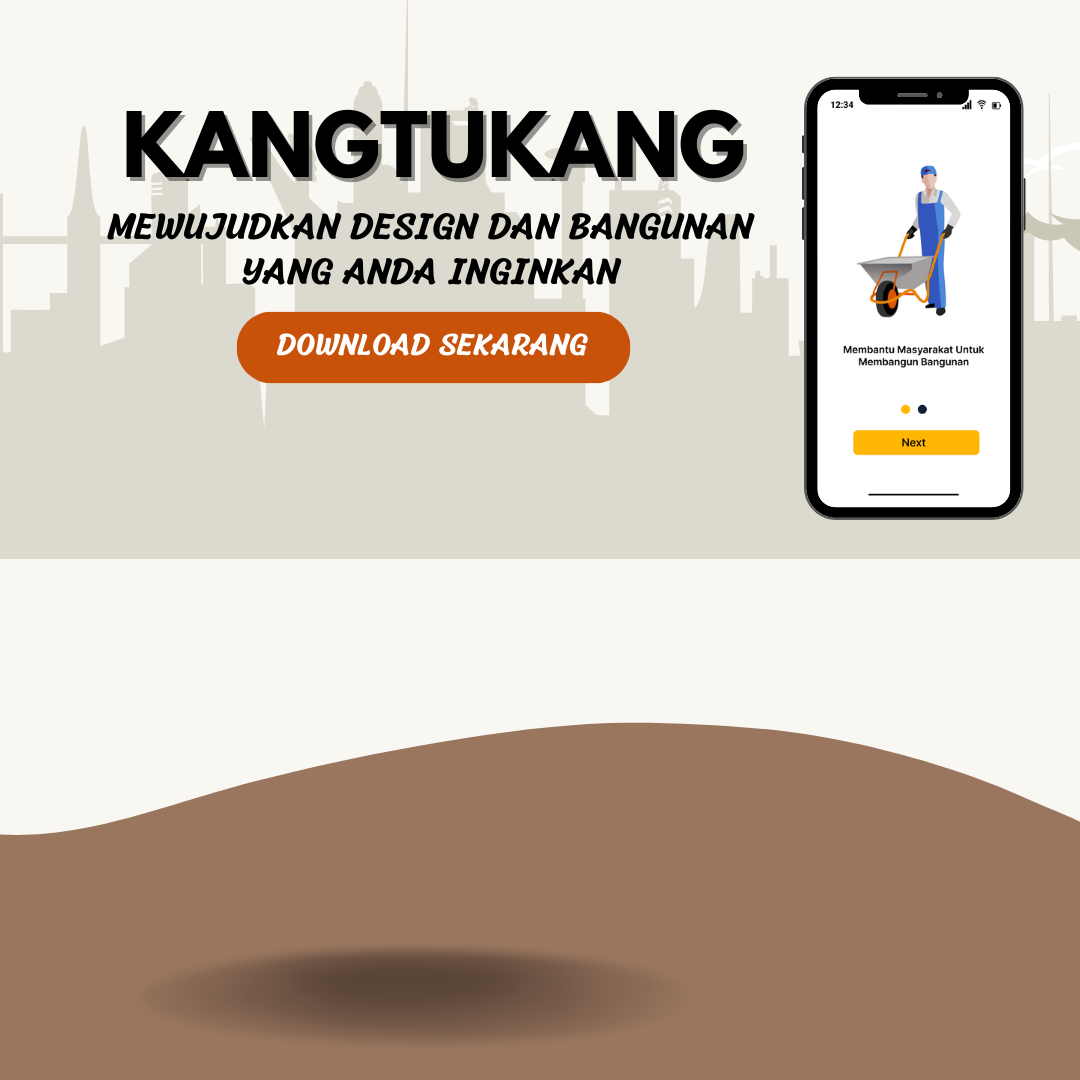 KANGTUKANG
MEWUJUDKAN DESIGN DAN BANGUNAN
YANG ANDA INGINKAN
DOWNLOAD SEKARANG
12:34
Membantu Masyarakat Untuk
Membangun Bangunan
Next